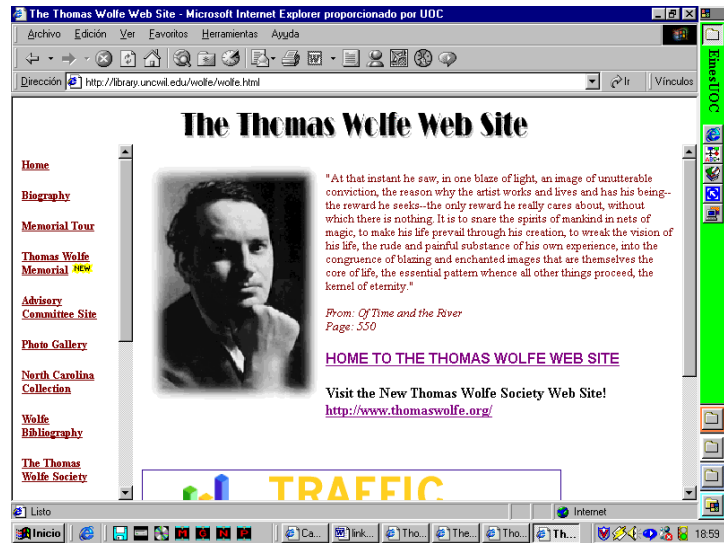 The Thomas Wolfe Web Site - Microsoft Internet Explorer proporcionado por UOC
Archivo Edición Ver Favoritos Herramientas Ayuda
Dirección http://library.uncwil.edu/wolfe/wolfe.html Ir Vínculos
EinesUOC
The Thomas Wolfe Web Site
Home
Biography
Memorial Tour
Thomas Wolfe
Memorial NEW
Advisory
Committee Site
Photo Gallery
North Carolina
Collection
Wolfe
Bibliography
The Thomas
Wolfe Society
"At that instant he saw, in one blaze of light, an image of unutterable
conviction, the reason why the artist works and lives and has his being--
the reward he seeks--the only reward he really cares about, without
which there is nothing. It is to snare the spirits of mankind in nets of
magic, to make his life prevail through his creation, to wreak the vision of
his life, the rude and painful substance of his own experience, into the
congruence of blazing and enchanted images that are themselves the
core of life, the essential pattern whence all other things proceed, the
kernel of eternity."
From: Of Time and the River
Page: 550
HOME TO THE THOMAS WOLFE WEB SITE
Visit the New Thomas Wolfe Society Web Site!
http://www.thomaswolfe.org/
TRAFFIC
Listo Internet
Inicio M C N P Ca... link... Tho... The... Tho... Th... 18:59